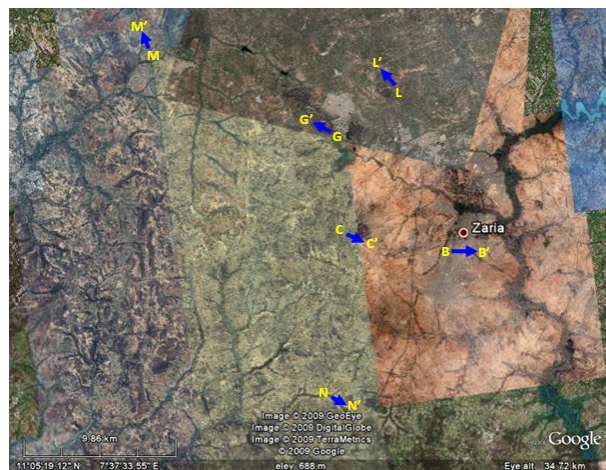 M'
M
L'
L
G'
G
C
C'
Zaria
B
B'
N
N'
Image © 2009 GeoEye
Image © 2009 DigitalGlobe
Image © 2009 TerraMetrics
© 2009 Google
9.86 km
Google
11°05'19.12" N 7°37'33.55" E
elev 688 m
Eye alt 34.72 km